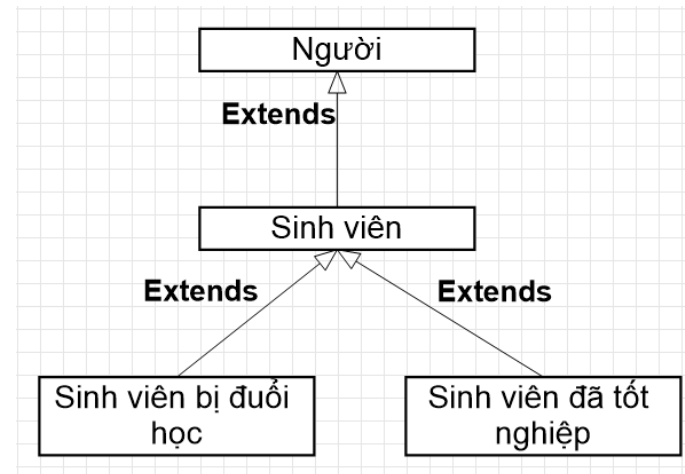 Người
Extends
Sinh viên
Extends
Extends
Sinh viên bị đuổi
học
Sinh viên đã tốt
nghiệp